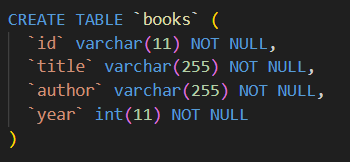 CREATE TABLE `books` (
  `id` varchar(11) NOT NULL,
  `title` varchar(255) NOT NULL,
  `author` varchar(255) NOT NULL,
  `year` int(11) NOT NULL
)